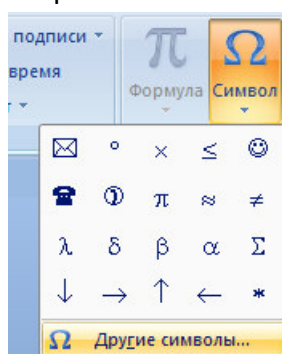 подписи
время
т
π Ω
Формула Символ
✉ ° × ≤ ☺
☎ ✆ π ≈ ≠
λ δ β α Σ
↓ → ↑ ← *
Ω Другие символы...